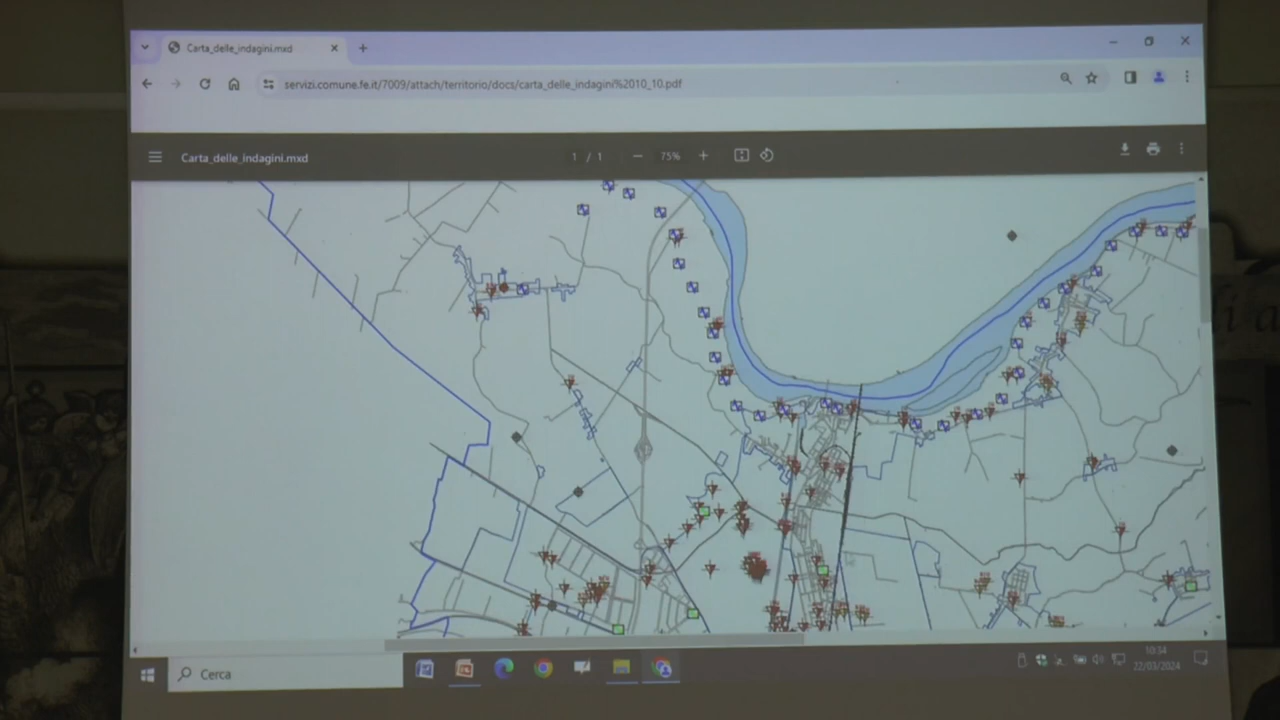 Carta_delle_indagini.mxd
servizi.comune.fe.it/7009/attach/territorio/docs/carta_delle_indagini%2010_10.pdf
Carta_delle_indagini.mxd
1 / 1
75%
Cerca
10:34
22/03/2024